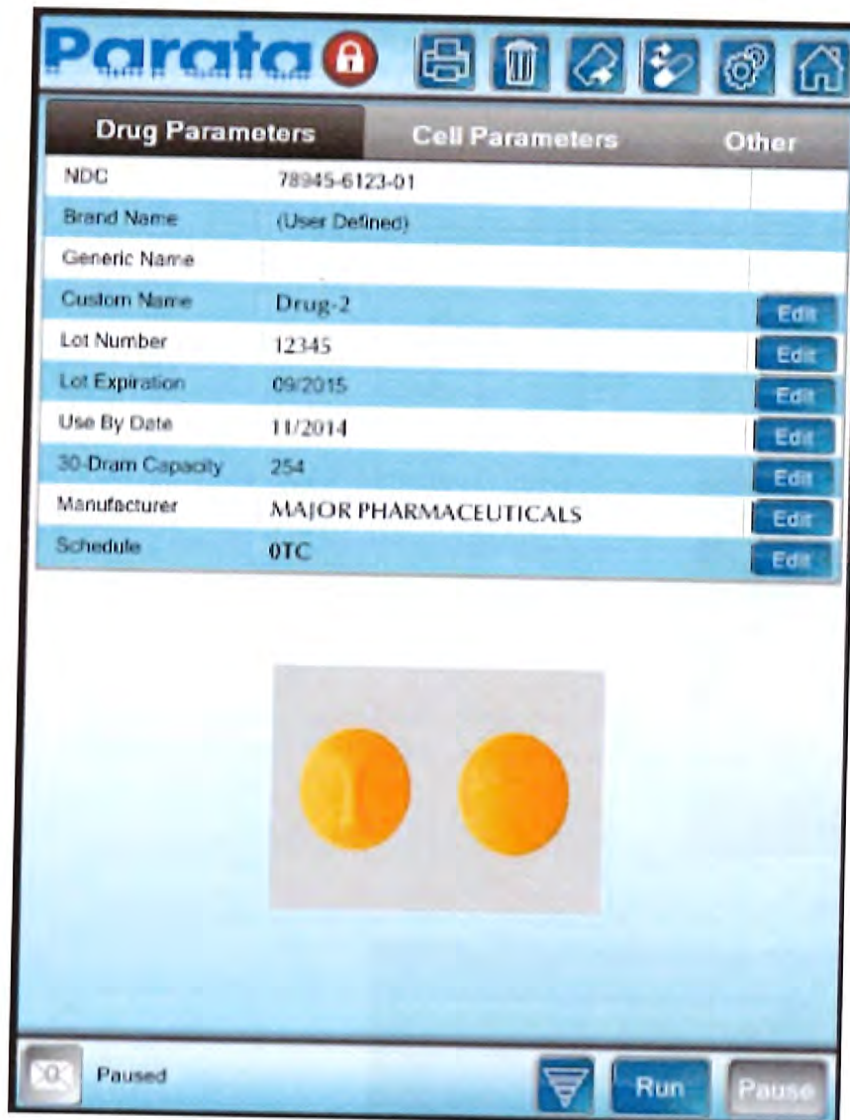 Parata
Drug Parameters Cell Parameters Other
NDC 78945-6123-01
Brand Name (User Defined)
Generic Name
Custom Name Drug-2 Edit
Lot Number 12345 Edit
Lot Expiration 09/2015 Edit
Use By Date 11/2014 Edit
30-Dram Capacity 254 Edit
Manufacturer MAJOR PHARMACEUTICALS Edit
Schedule 0TC Edit
0 Paused Run Pause